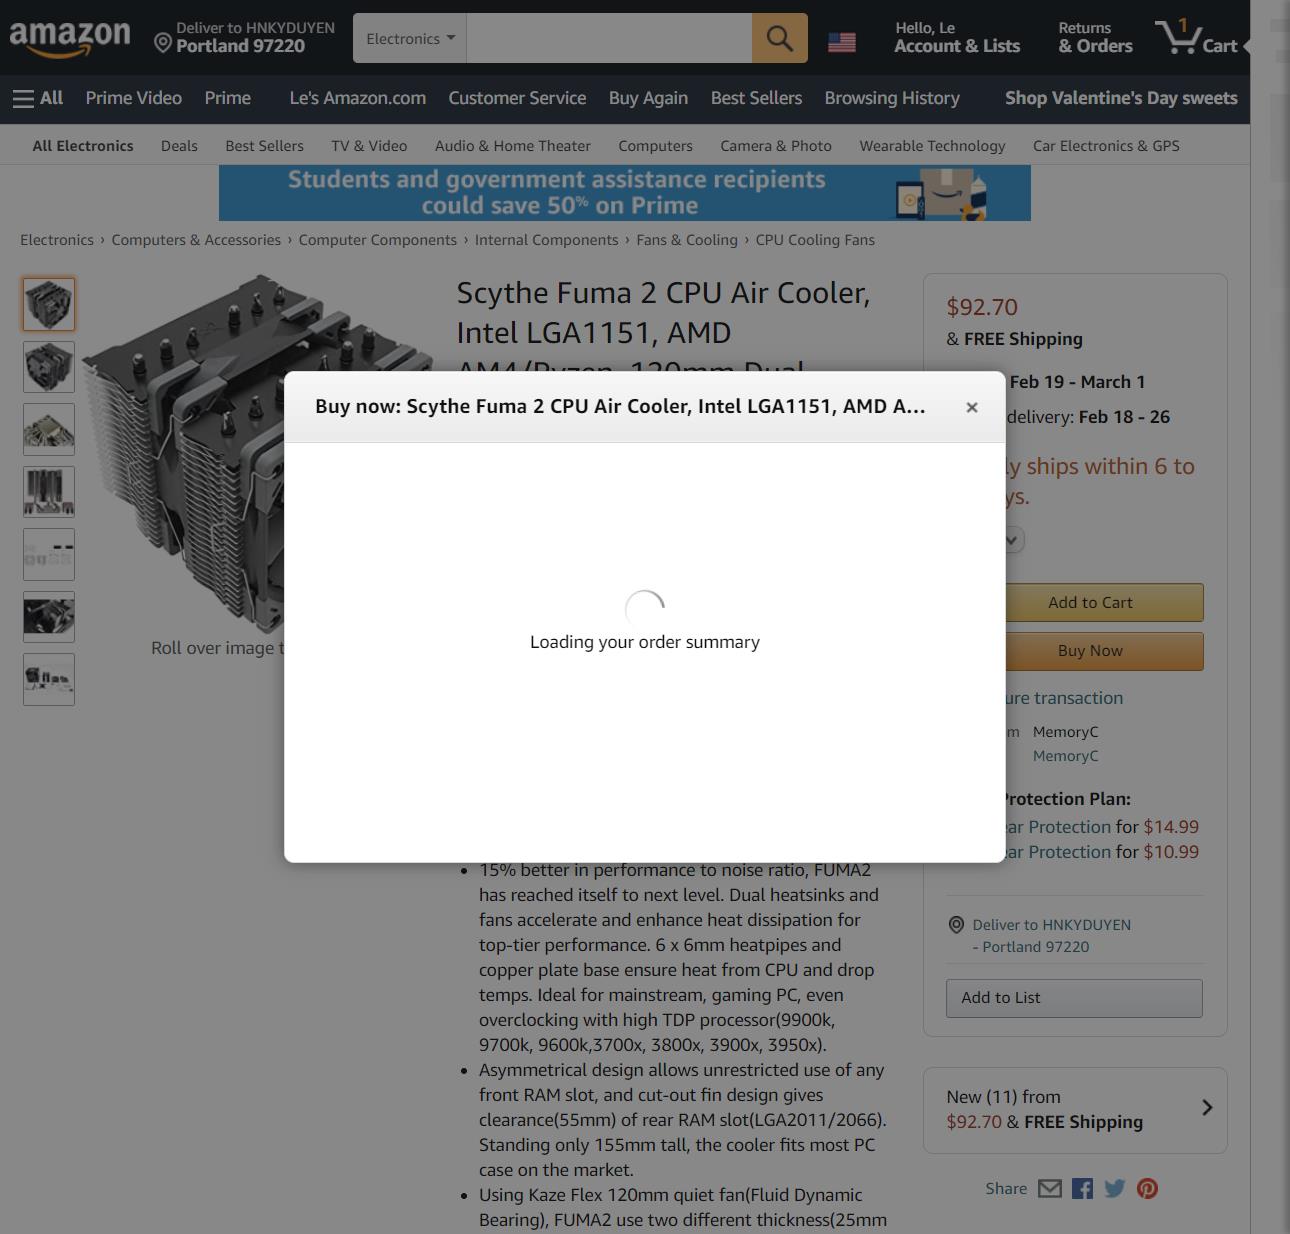 amazon
Deliver to HNKYDUYEN
Portland 97220
Electronics
Hello, Le
Account & Lists
Returns
& Orders
1
Cart
All
Prime Video
Prime
Le's Amazon.com
Customer Service
Buy Again
Best Sellers
Browsing History
Shop Valentine's Day sweets
All Electronics
Deals
Best Sellers
TV & Video
Audio & Home Theater
Computers
Camera & Photo
Wearable Technology
Car Electronics & GPS
Students and government assistance recipients
could save 50% on Prime
Electronics › Computers & Accessories › Computer Components › Internal Components › Fans & Cooling › CPU Cooling Fans
Scythe Fuma 2 CPU Air Cooler,
Intel LGA1151, AMD
AM4/Ryzen, 120mm Dual
Roll over image t
Buy now: Scythe Fuma 2 CPU Air Cooler, Intel LGA1151, AMD A...
×
Loading your order summary
• 15% better in performance to noise ratio, FUMA2
has reached itself to next level. Dual heatsinks and
fans accelerate and enhance heat dissipation for
top-tier performance. 6 x 6mm heatpipes and
copper plate base ensure heat from CPU and drop
temps. Ideal for mainstream, gaming PC, even
overclocking with high TDP processor(9900k,
9700k, 9600k,3700x, 3800x, 3900x, 3950x).
• Asymmetrical design allows unrestricted use of any
front RAM slot, and cut-out fin design gives
clearance(55mm) of rear RAM slot(LGA2011/2066).
Standing only 155mm tall, the cooler fits most PC
case on the market.
• Using Kaze Flex 120mm quiet fan(Fluid Dynamic
Bearing), FUMA2 use two different thickness(25mm
$92.70
& FREE Shipping
Feb 19 - March 1
delivery: Feb 18 - 26
ly ships within 6 to
ys.
Add to Cart
Buy Now
ure transaction
m MemoryC
MemoryC
Protection Plan:
ear Protection for $14.99
ear Protection for $10.99
Deliver to HNKYDUYEN
- Portland 97220
Add to List
New (11) from
$92.70 & FREE Shipping
Share